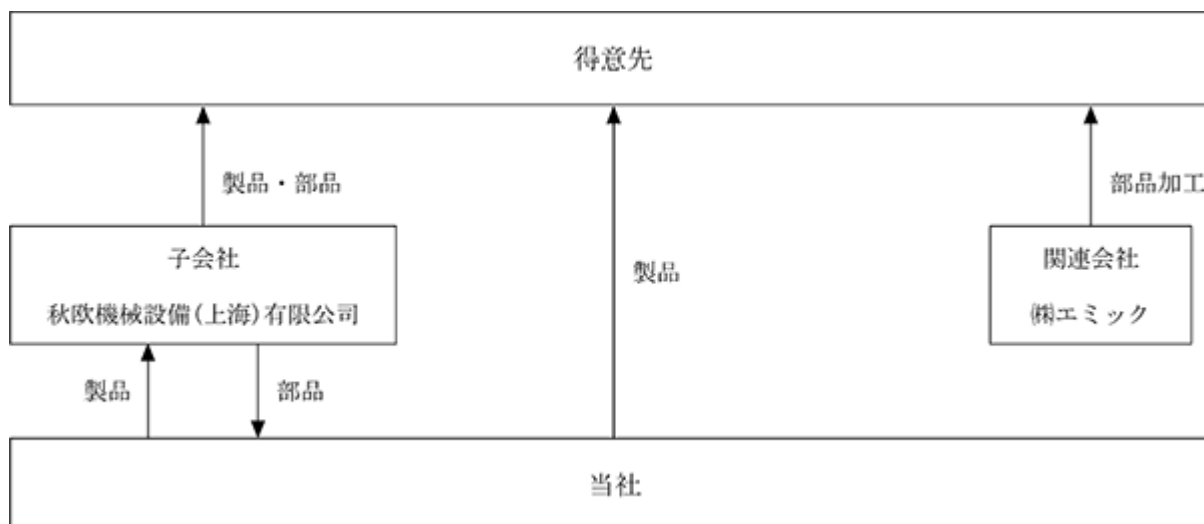 得意先
製品・部品
部品加工
子会社
秋欧機械設備(上海)有限公司
製品
関連会社
㈱エミック
製品
部品
当社